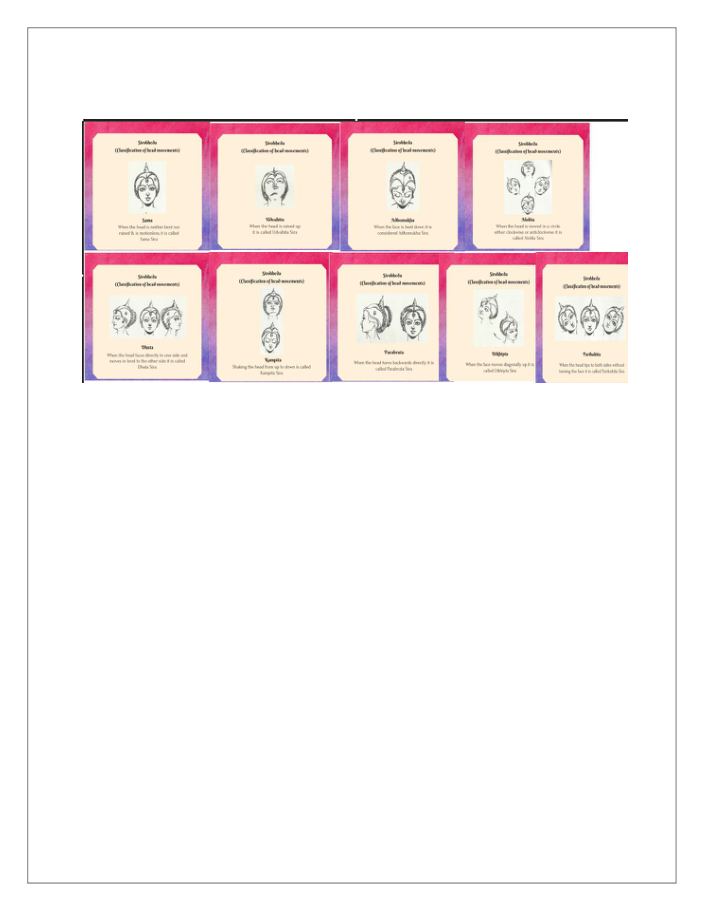 Sirobheda
(Classification of head movements)
Sama
When the head is neither bent nor
raised & is motionless, it is called
Sama Sira
Sirobheda
(Classification of head movements)
Udvahita
When the head is raised up
it is called Udvahita Sira
Sirobheda
(Classification of head movements)
Adhomukha
When the face is bent down it is
considered Adhomukha Sira
Sirobheda
(Classification of head movements)
Alolita
When the head is moved in a circle
either clockwise or anticlockwise it is
called Alolita Sira
Sirobheda
(Classification of head movements)
Dhuta
When the head faces directly to one side and
moves in level to the other side it is called
Dhuta Sira
Sirobheda
(Classification of head movements)
Kampita
Shaking the head from up to down is called
Kampita Sira
Sirobheda
(Classification of head movements)
Paravruta
When the head turns backwards directly it is
called Paravruta Sira
Sirobheda
(Classification of head movements)
Utkhipta
When the face moves diagonally up it is
called Utkhipta Sira
Sirobheda
(Classification of head movements)
Parivahita
When the head tips to both sides without
turning the face it is called Parivahita Sira